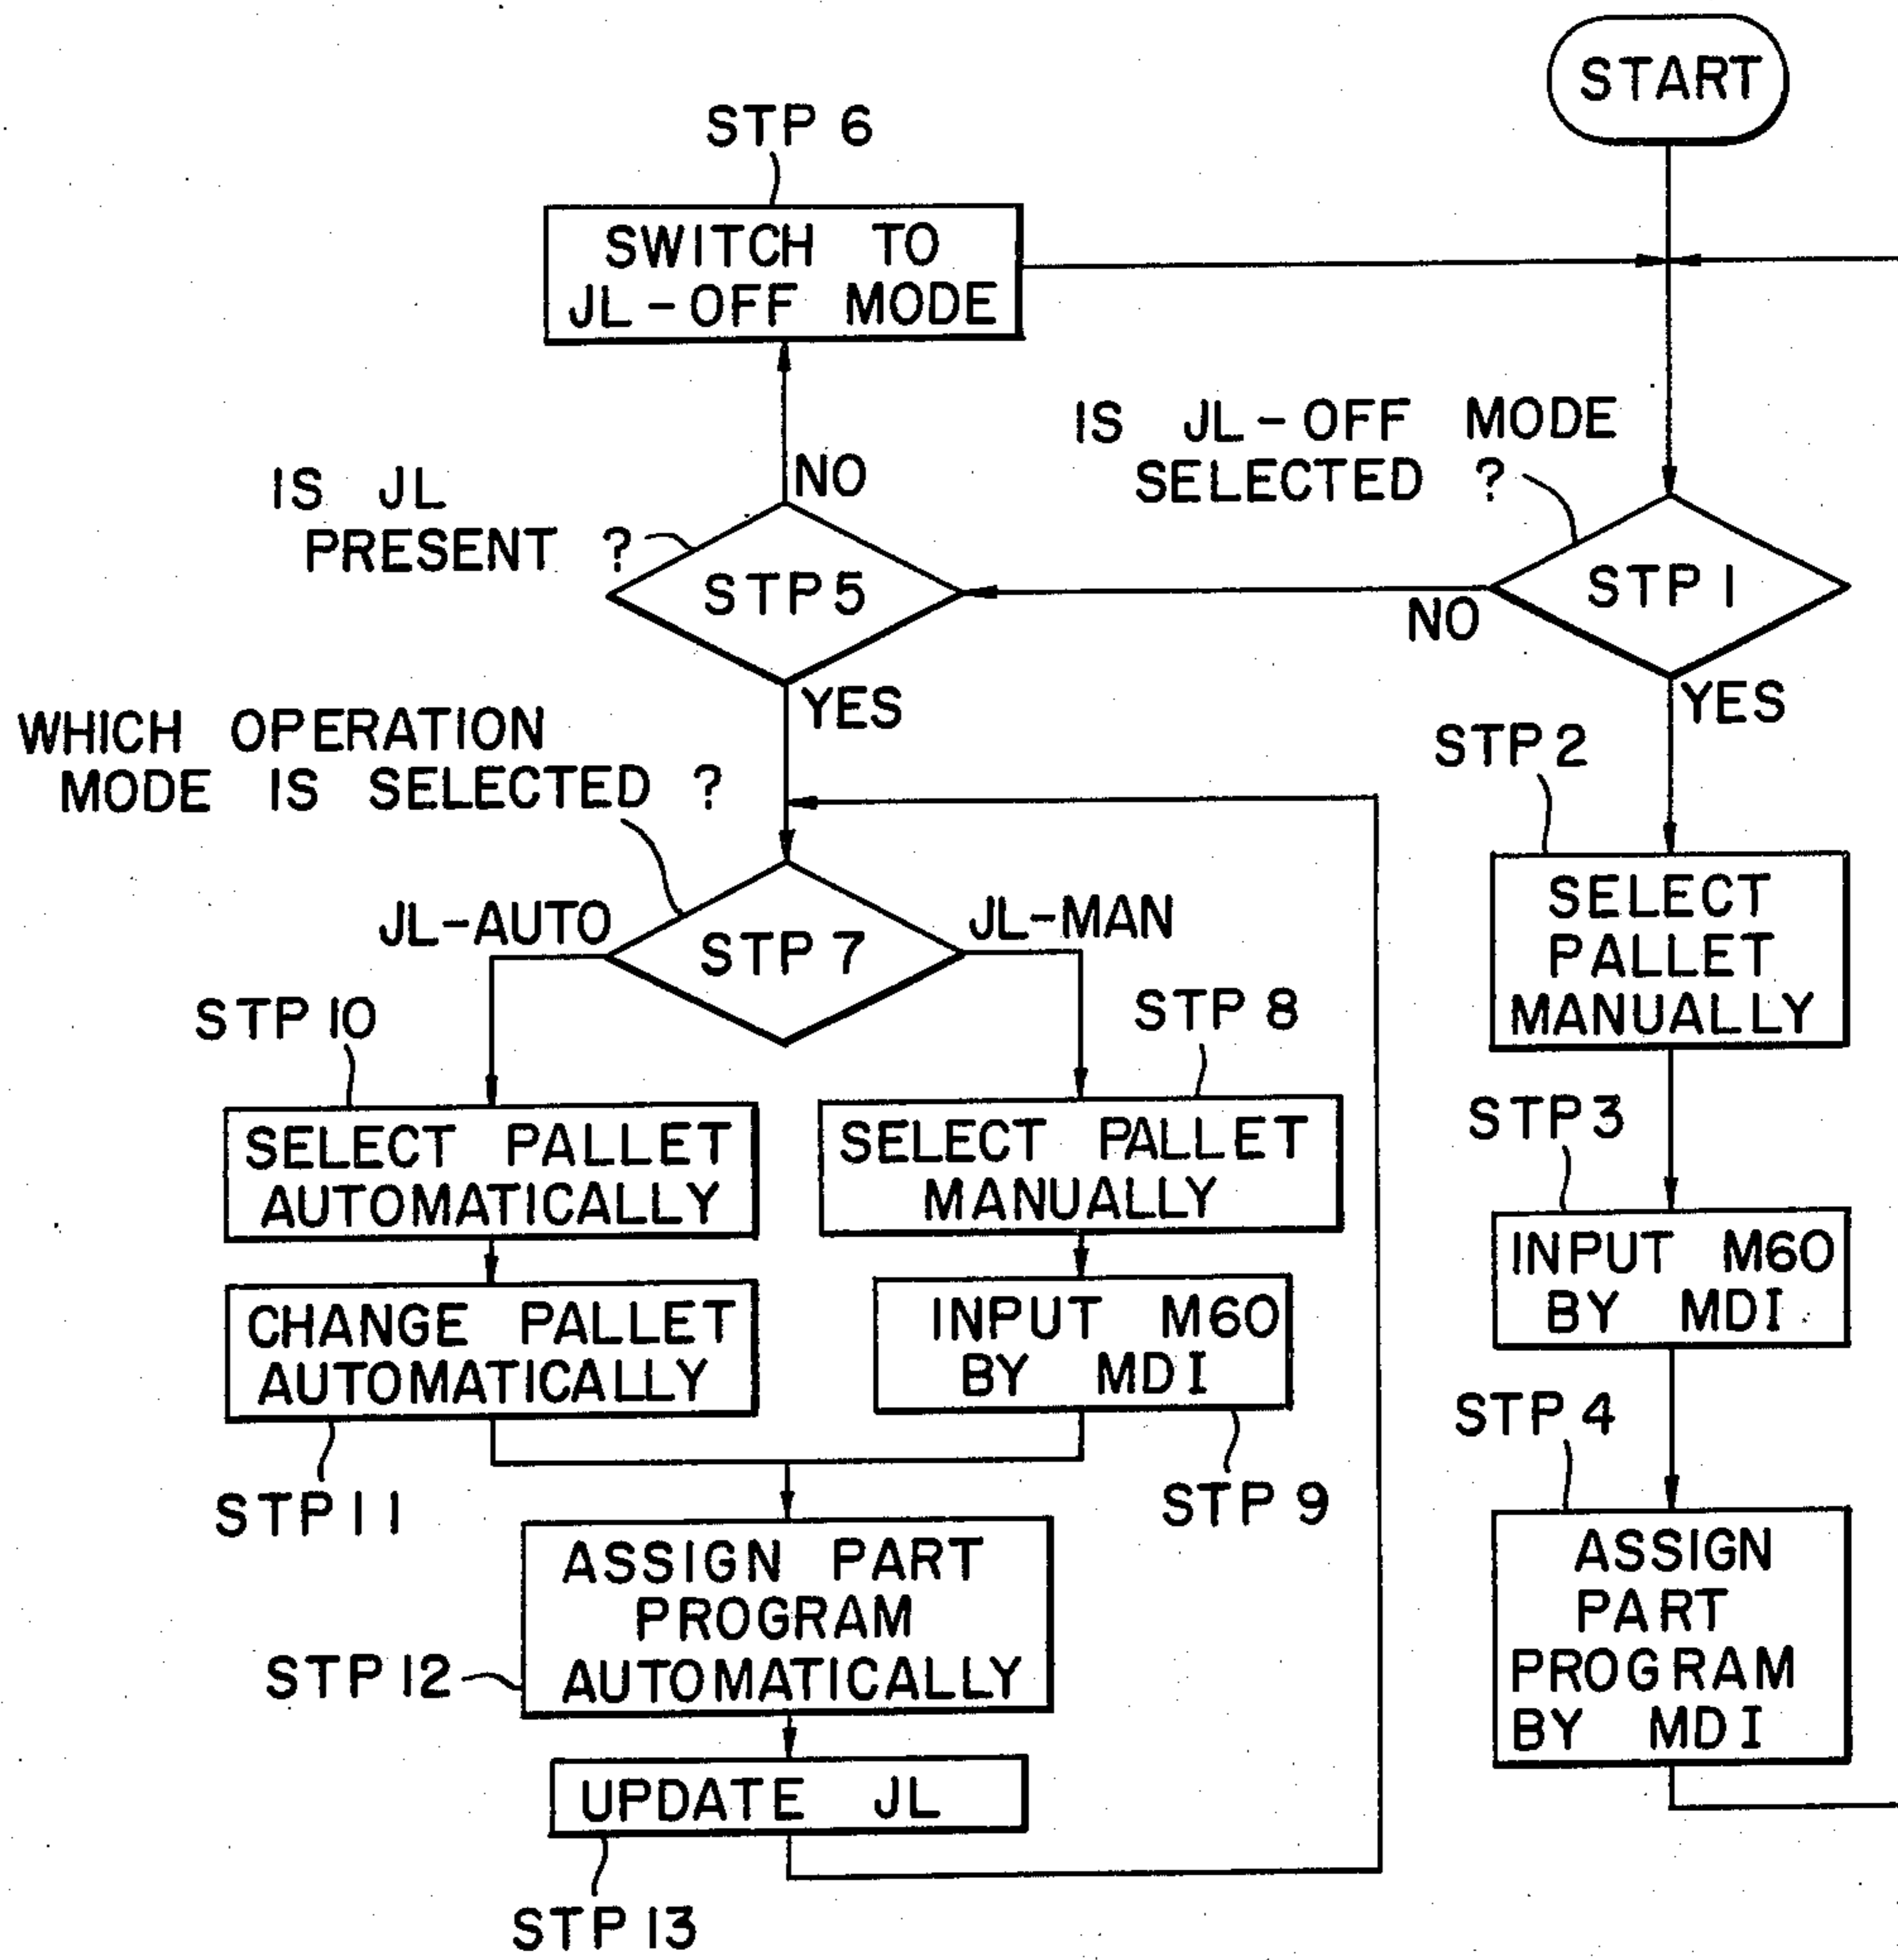 START
STP 6
SWITCH TO
JL-OFF MODE
IS JL-OFF MODE
SELECTED ?
NO
IS JL
PRESENT ?
STP 5
STP 1
NO
YES
YES
WHICH OPERATION
MODE IS SELECTED ?
STP 2
JL-AUTO
STP 7
JL-MAN
SELECT
PALLET
MANUALLY
STP 10
STP 8
SELECT PALLET
AUTOMATICALLY
SELECT PALLET
MANUALLY
STP 3
INPUT M60
BY MDI
CHANGE PALLET
AUTOMATICALLY
INPUT M60
BY MDI
STP 4
STP 11
STP 9
ASSIGN PART
PROGRAM
AUTOMATICALLY
STP 12
ASSIGN
PART
PROGRAM
BY MDI
UPDATE JL
STP 13